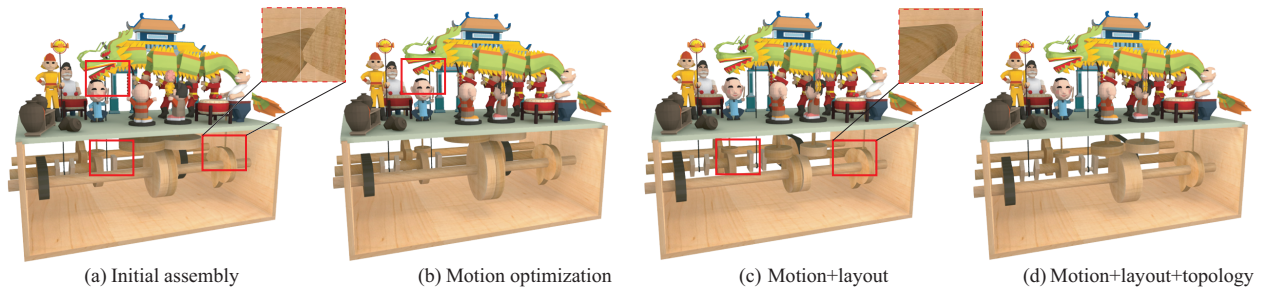 (a) Initial assembly
(b) Motion optimization
(c) Motion+layout
(d) Motion+layout+topology